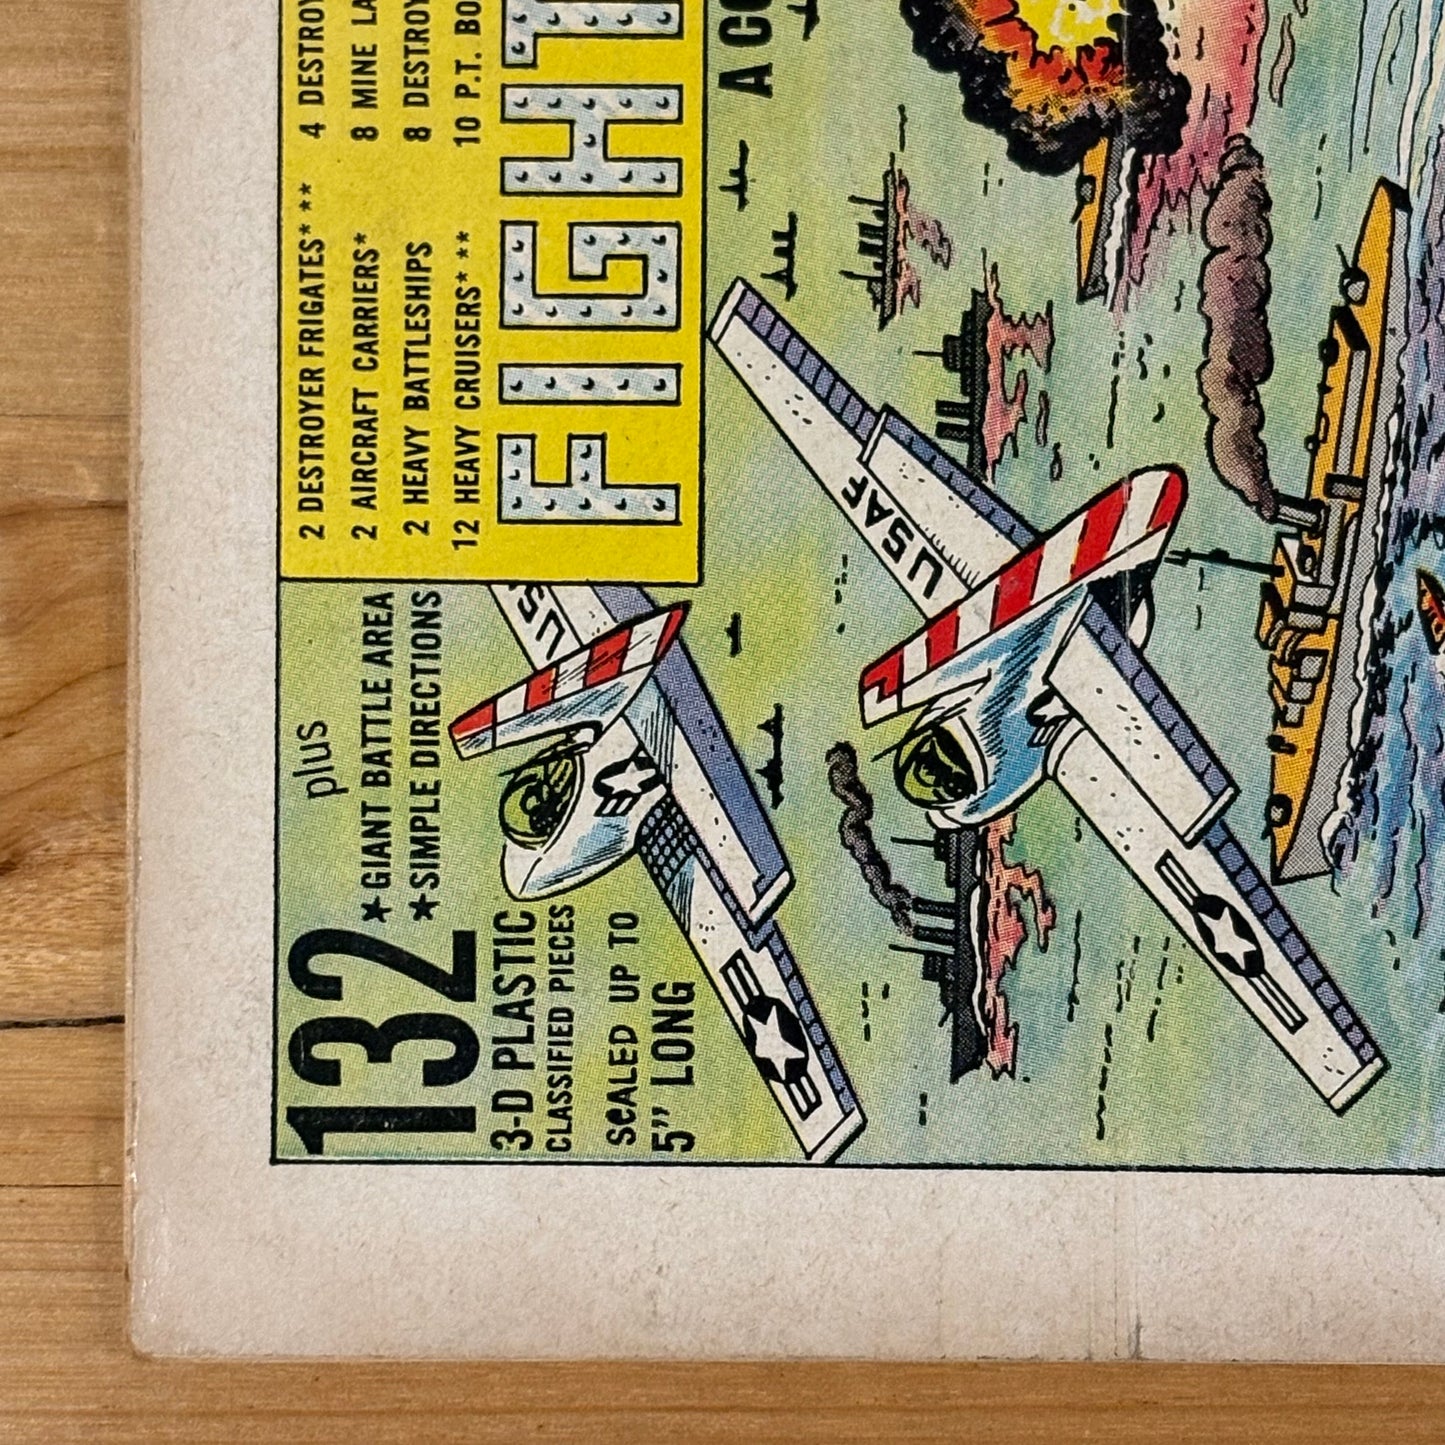 132
3-D PLASTIC
CLASSIFIED PIECES
SCALED UP TO
5" LONG
plus
★GIANT BATTLE AREA
★SIMPLE DIRECTIONS
2 DESTROYER FRIGATES***
2 AIRCRAFT CARRIERS*
2 HEAVY BATTLESHIPS
12 HEAVY CRUISERS***
4 DESTROY
8 MINE LA
8 DESTROY
10 P.T. BO
FIGHT
A CO
USAF
US